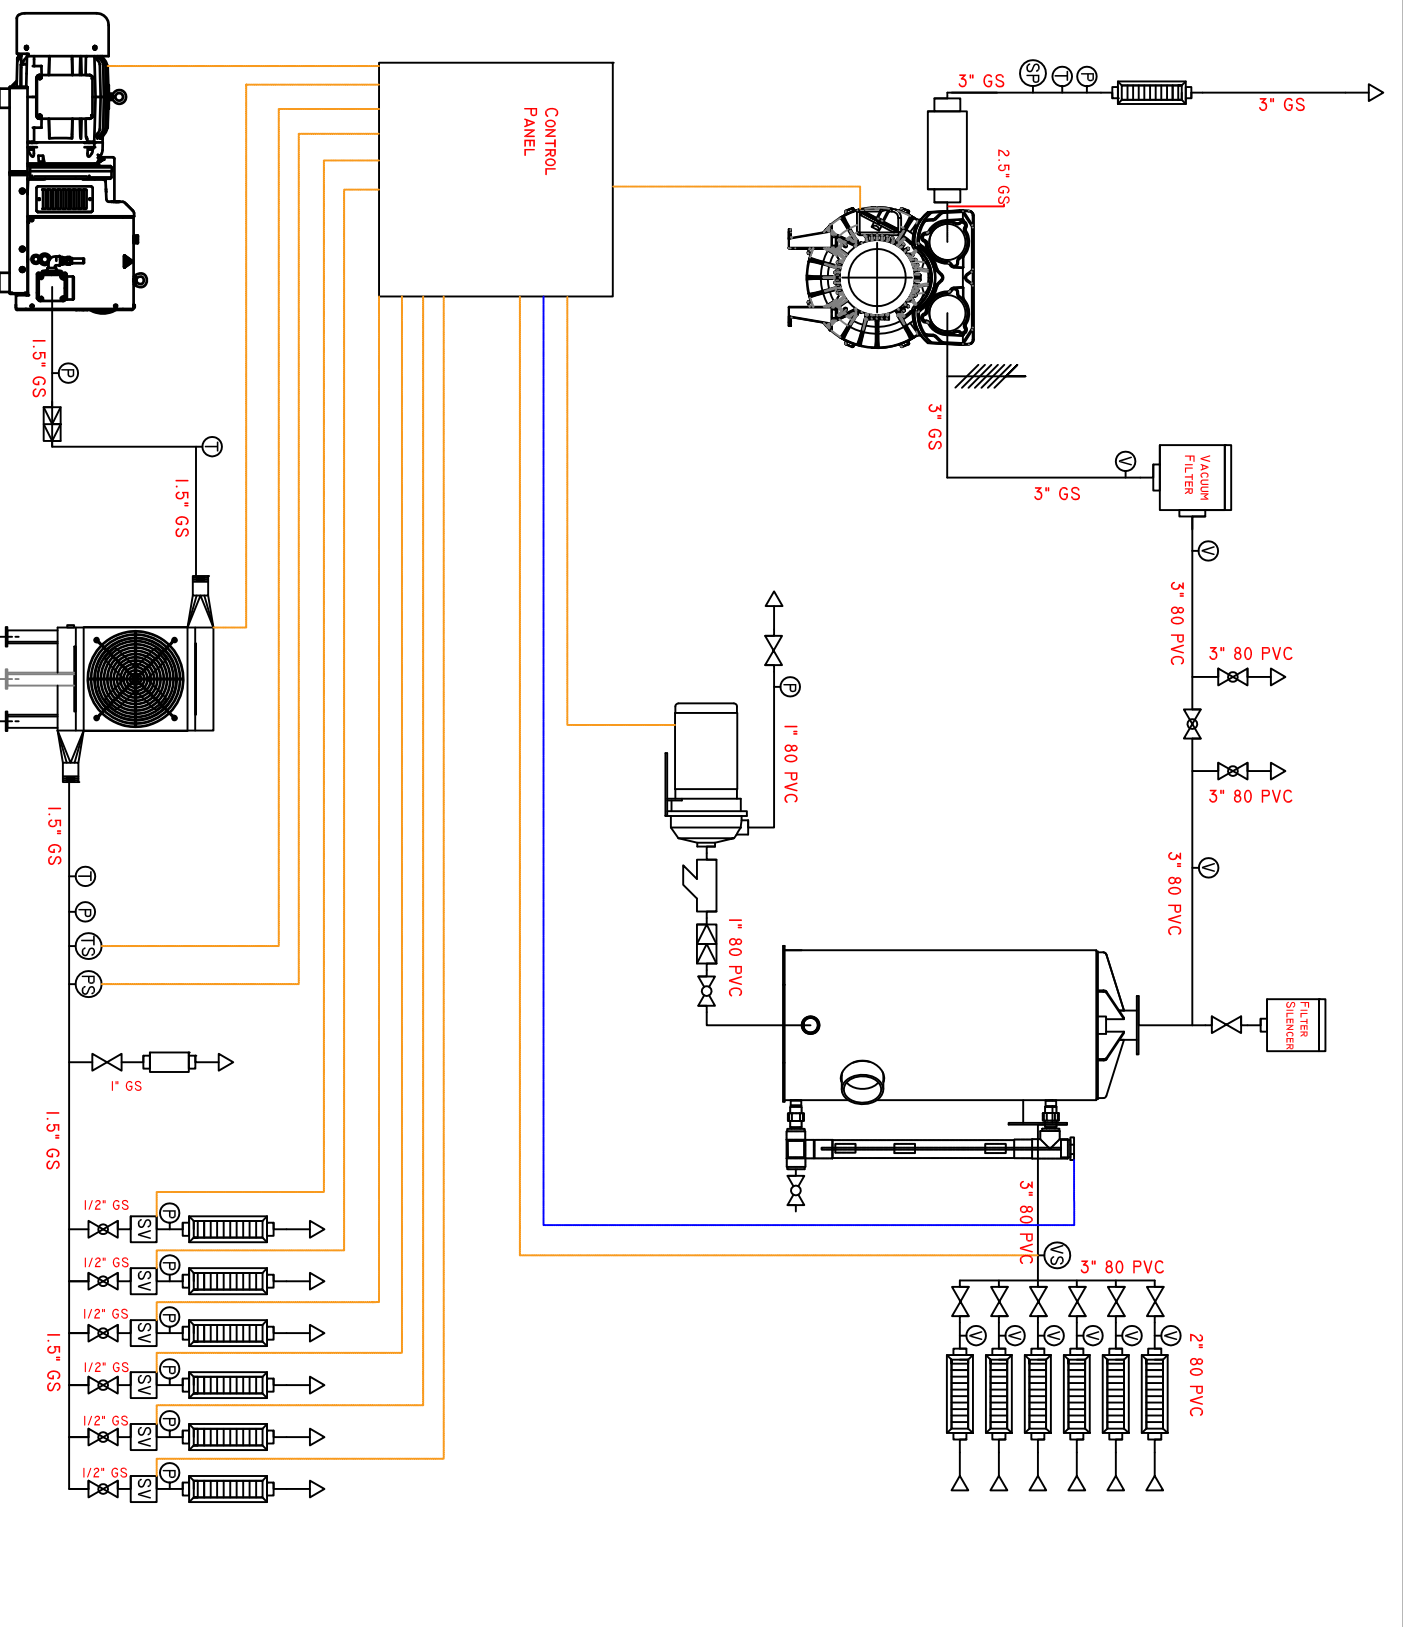 CONTROL
PANEL
3" GS
SP
T
P
3" GS
2.5" GS
3" GS
3" GS
V
VACUUM
FILTER
V
3" 80 PVC
3" 80 PVC
3" 80 PVC
3" 80 PVC
V
FILTER
SILENCER
1.5" GS
P
T
1.5" GS
P
1" 80 PVC
1" 80 PVC
1.5" GS
T
P
TS
PS
1" GS
1.5" GS
1/2" GS
SV
P
1/2" GS
SV
P
1/2" GS
SV
P
1.5" GS
1/2" GS
SV
P
1/2" GS
SV
P
1/2" GS
SV
P
3" 80 PVC
VS
3" 80 PVC
V
V
V
V
V
V
2" 80 PVC